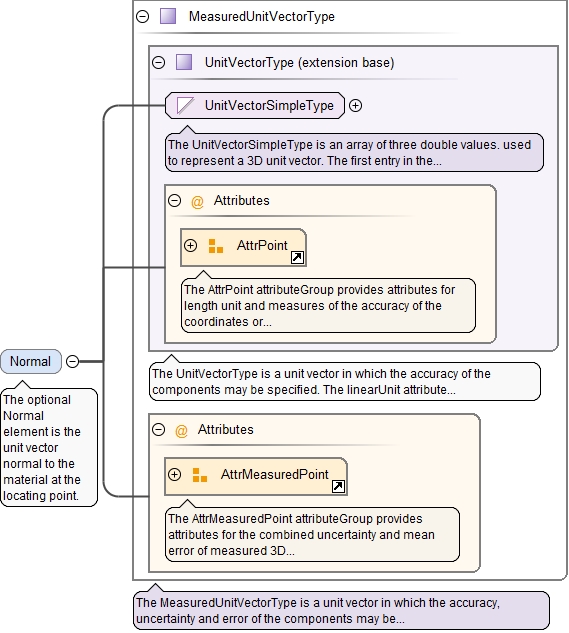 MeasuredUnitVectorType
UnitVectorType (extension base)
UnitVectorSimpleType
The UnitVectorSimpleType is an array of three double values. used
to represent a 3D unit vector. The first entry in the...
@ Attributes
AttrPoint
The AttrPoint attributeGroup provides attributes for
length unit and measures of the accuracy of the
coordinates or...
Normal
The optional
Normal
element is the
unit vector
normal to the
material at the
locating point.
The UnitVectorType is a unit vector in which the accuracy of the
components may be specified. The linearUnit attribute...
@ Attributes
AttrMeasuredPoint
The AttrMeasuredPoint attributeGroup provides
attributes for the combined uncertainty and mean
error of measured 3D...
The MeasuredUnitVectorType is a unit vector in which the accuracy,
uncertainty and error of the components may be...